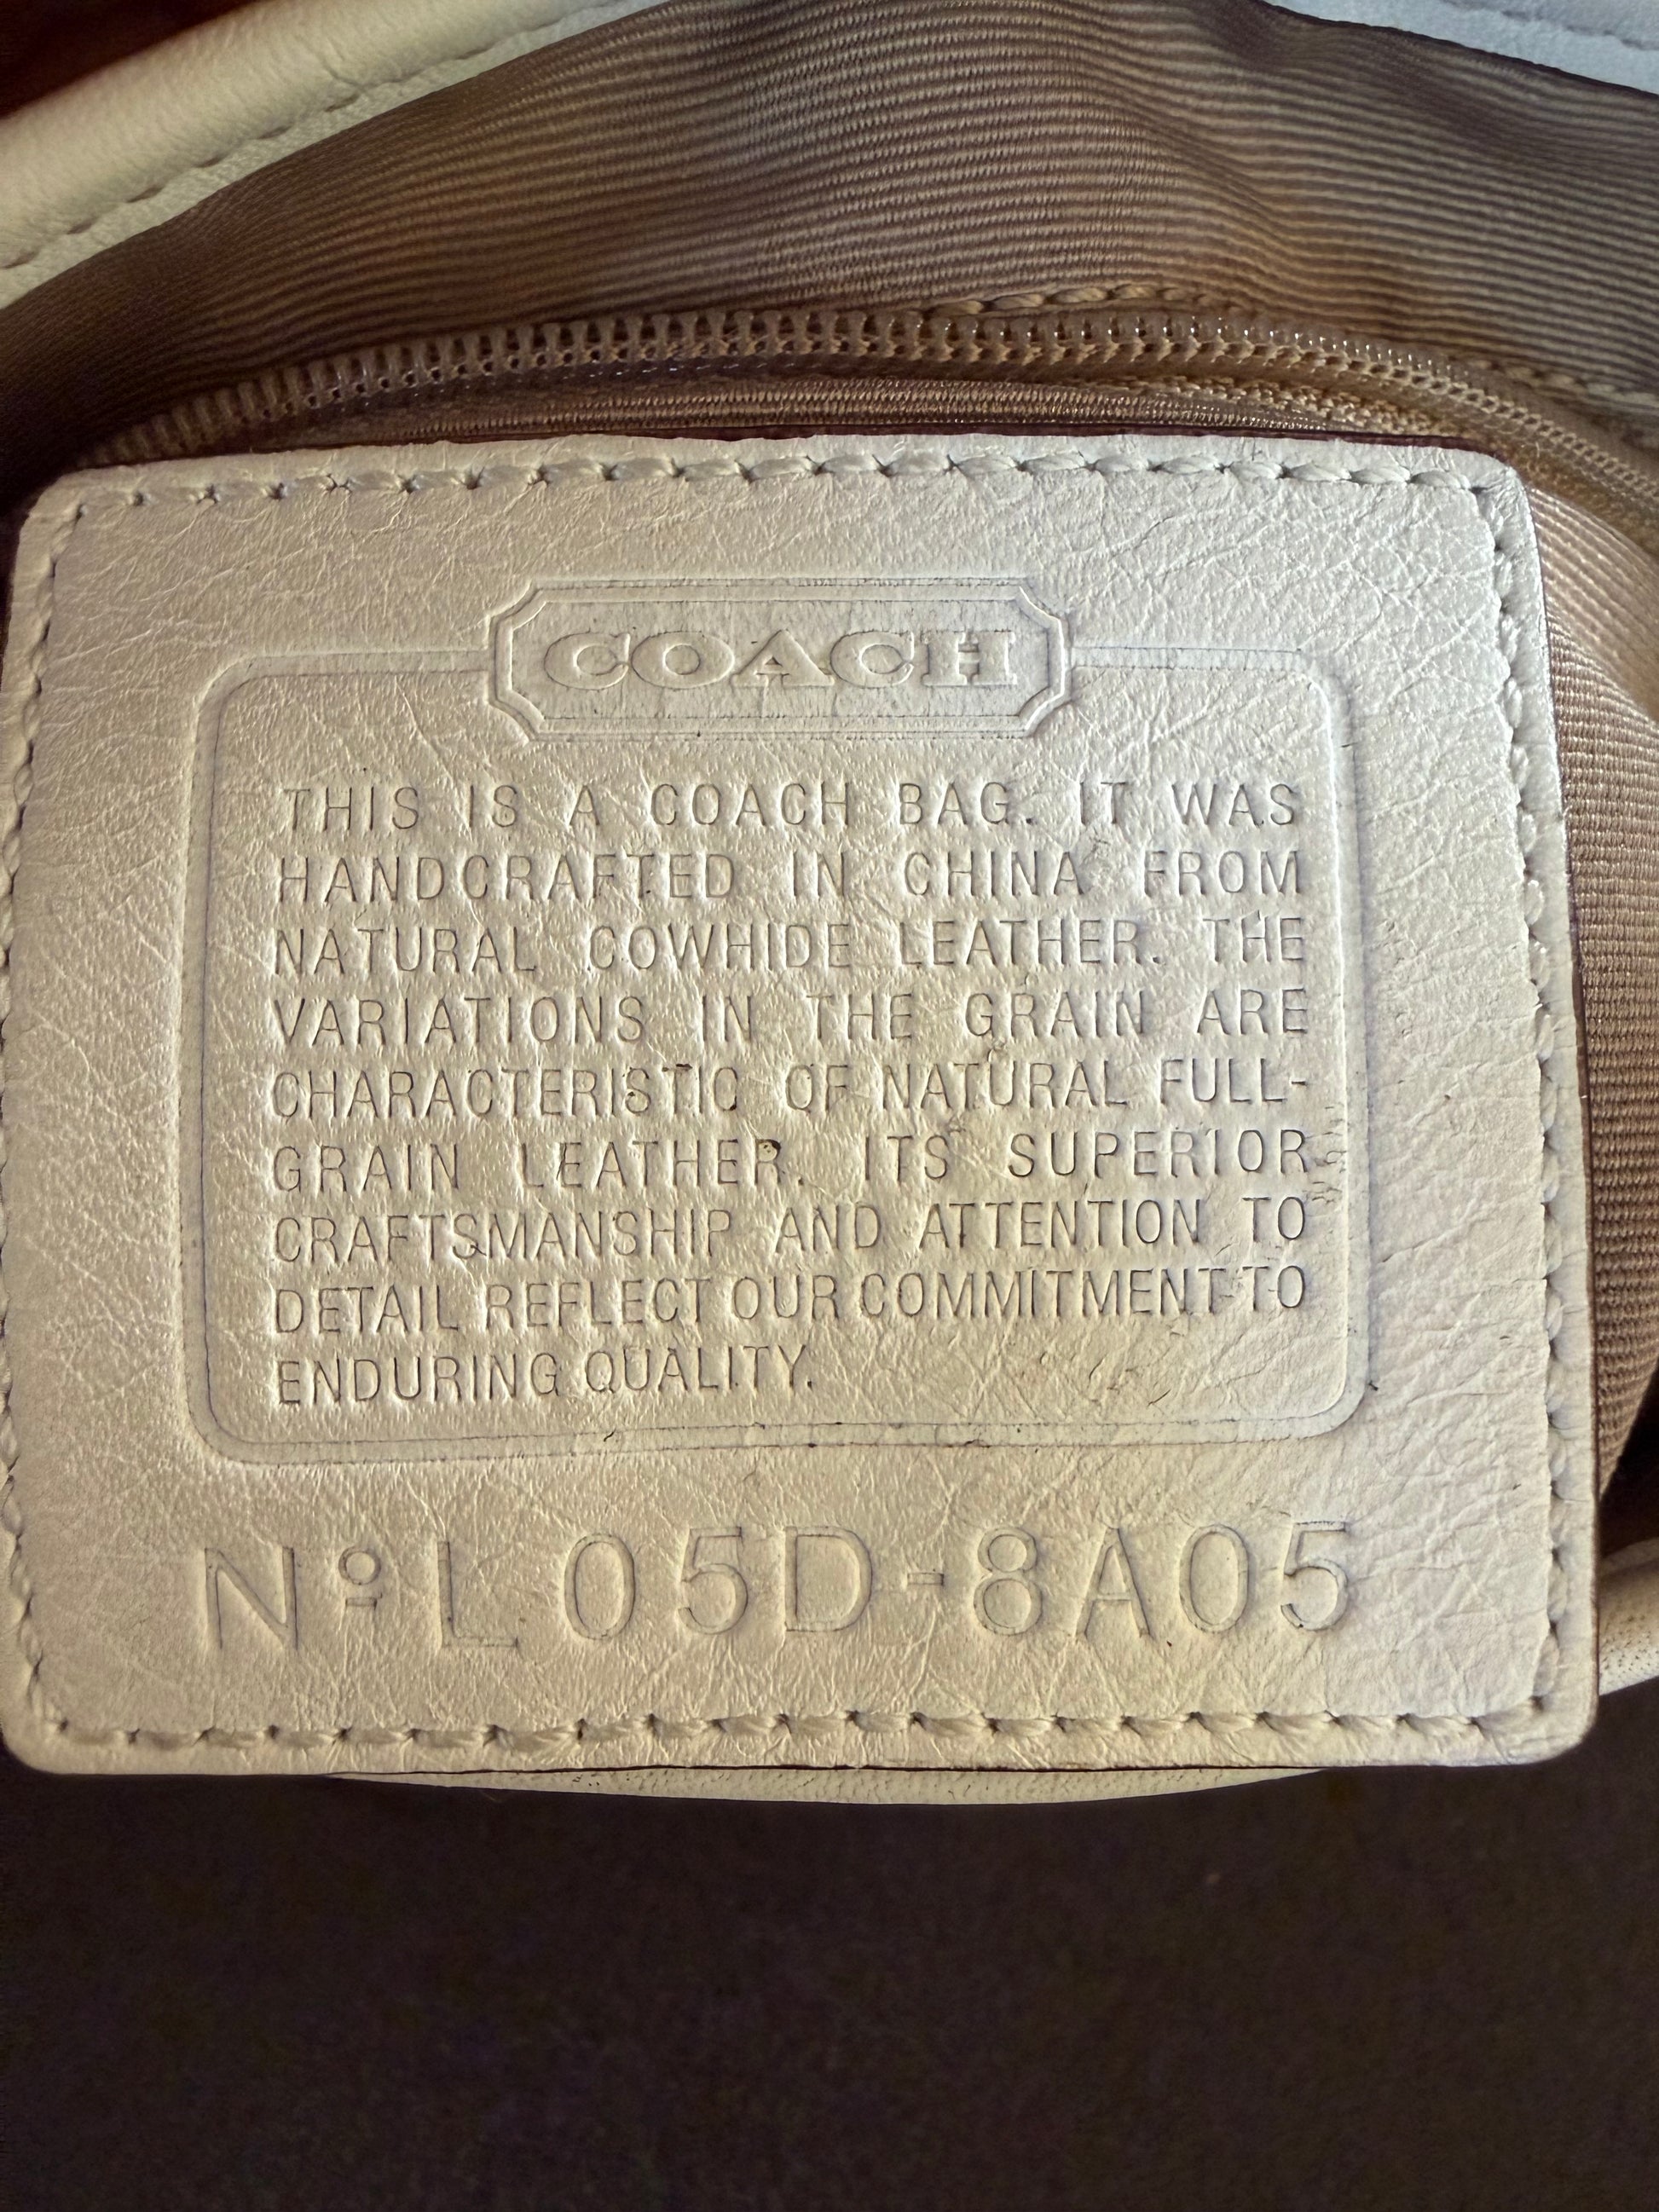 COACH
THIS IS A COACH BAG. IT WAS
HANDCRAFTED IN CHINA FROM
NATURAL COWHIDE LEATHER. THE
VARIATIONS IN THE GRAIN ARE
CHARACTERISTIC OF NATURAL FULL-
GRAIN LEATHER. ITS SUPERIOR
CRAFTSMANSHIP AND ATTENTION TO
DETAIL REFLECT OUR COMMITMENT TO
ENDURING QUALITY.
Nº L05D-8A05